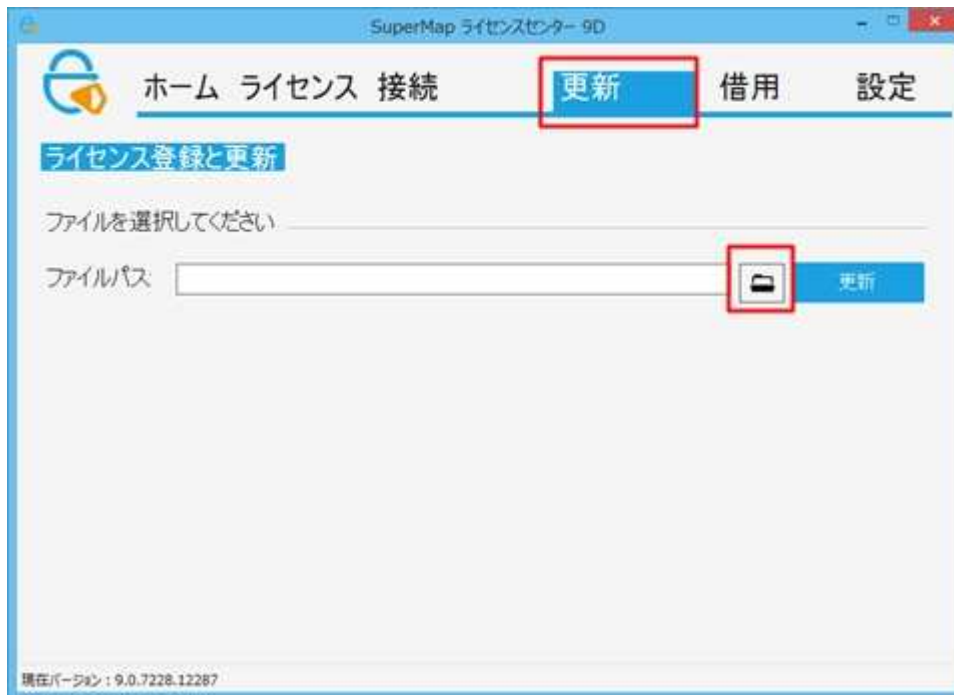 SuperMap ライセンスセンター 9D
ホーム ライセンス 接続 更新 借用 設定
ライセンス登録と更新
ファイルを選択してください
ファイルパス 更新
現在バージョン : 9.0.7228.12287